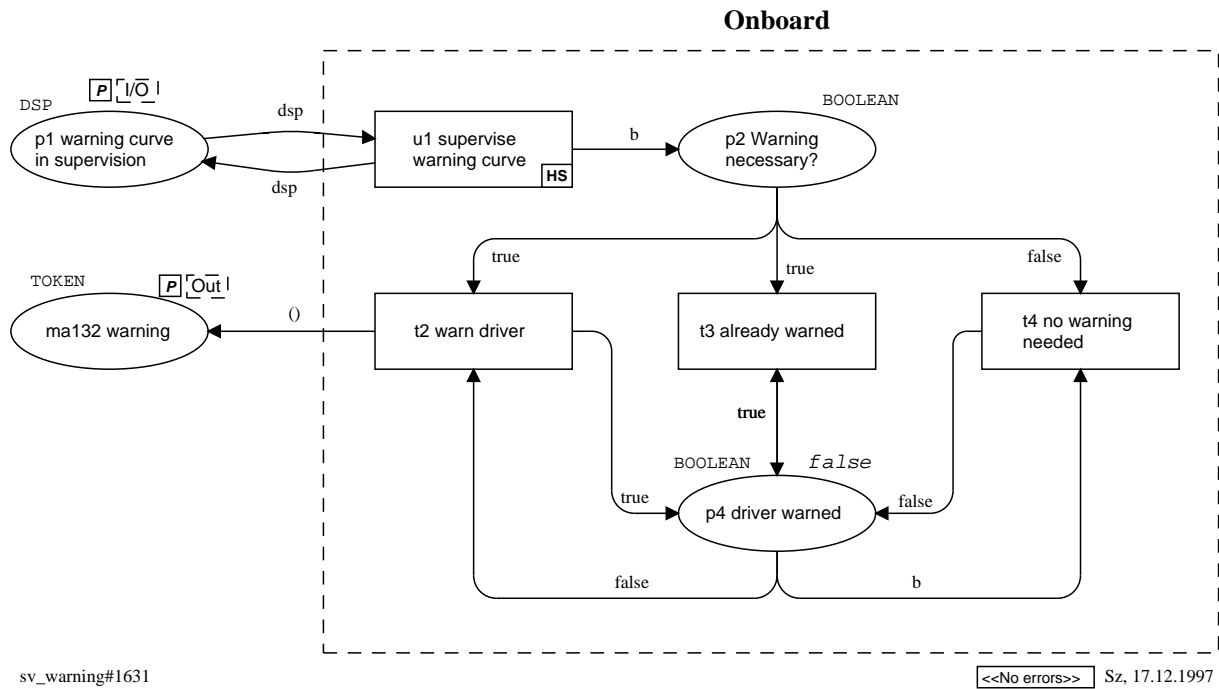 Onboard
P I/O
DSP
p1 warning curve
in supervision
dsp
dsp
u1 supervise
warning curve
HS
b
BOOLEAN
p2 Warning
necessary?
true
true
false
TOKEN
P Out
ma132 warning
()
t2 warn driver
t3 already warned
t4 no warning
needed
true
BOOLEAN
false
true
p4 driver warned
false
false
b
sv_warning#1631
<<No errors>>
Sz, 17.12.1997